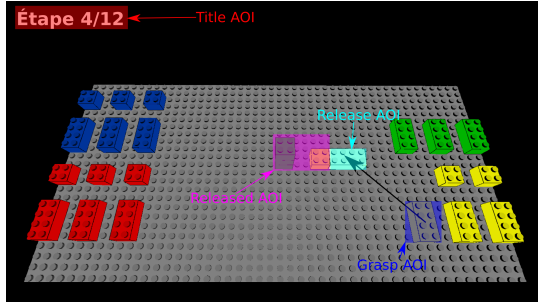 Étape 4/12
Title AOI
Release AOI
Released AOI
Grasp AOI